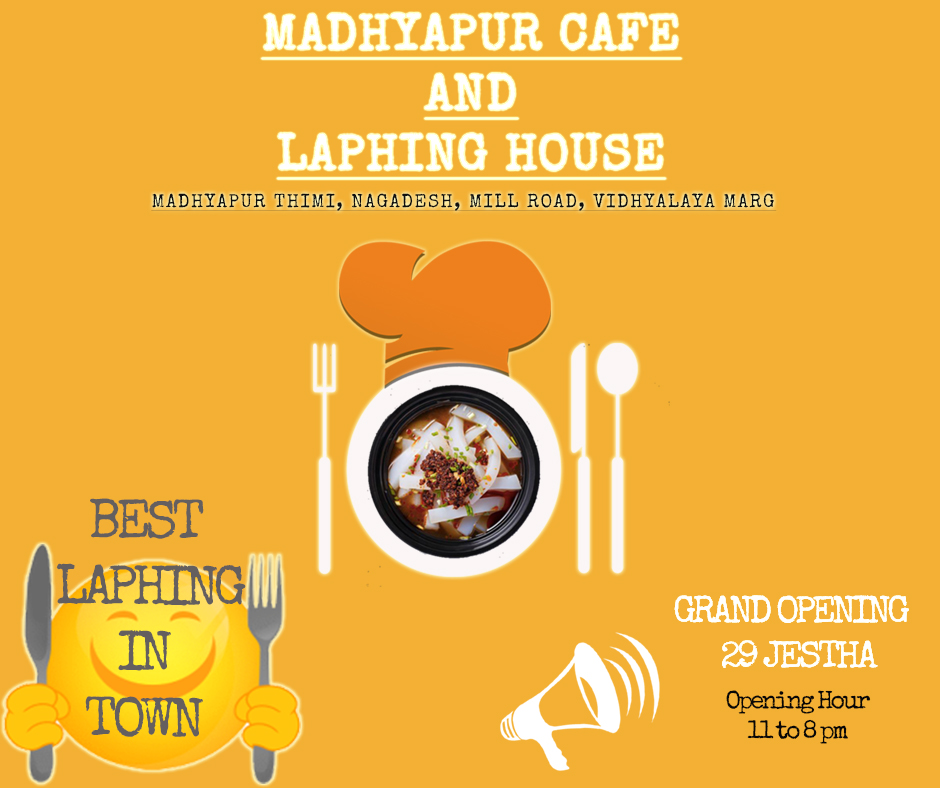 MADHYAPUR CAFE
AND
LAPHING HOUSE
MADHYAPUR THIMI, NAGADESH, MILL ROAD, VIDHYALAYA MARG
BEST
LAPHING
IN
TOWN
GRAND OPENING
29 JESTHA
Opening Hour
11 to 8 pm